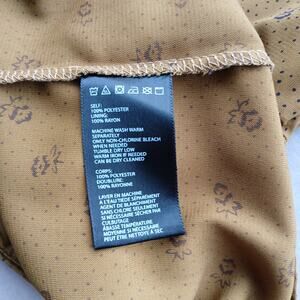 SELF:
100% POLYESTER
LINING:
100% RAYON
MACHINE WASH WARM
SEPARATELY
ONLY NON-CHLORINE BLEACH
WHEN NEEDED
TUMBLE DRY LOW
WARM IRON IF NEEDED
CAN BE DRY CLEANED
CORPS:
100% POLYESTER
DOUBLURE:
100% RAYONNE
LAVER EN MACHINE
A L'EAU TIÈDE SÉPARÉMENT
AGENT DE BLANCHIMENT
SANS CHLORE SEULEMENT
SI NÉCESSAIRE SÉCHER PAR
CULBUTAGE
ÀBASSE TEMPÉRATURE
MOYENNE SI NÉCESSAIRE
PEUT ÊTRE NETTOYÉ A SEC